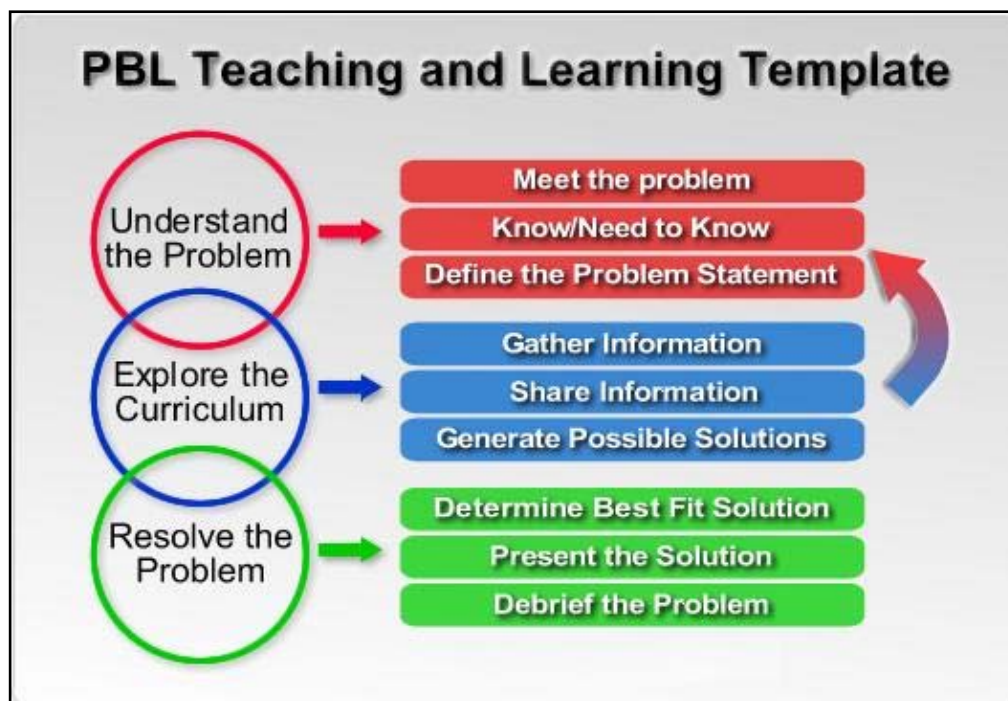 PBL Teaching and Learning Template
Understand
the Problem
Meet the problem
Know/Need to Know
Define the Problem Statement
Explore the
Curriculum
Gather Information
Share Information
Generate Possible Solutions
Resolve the
Problem
Determine Best Fit Solution
Present the Solution
Debrief the Problem